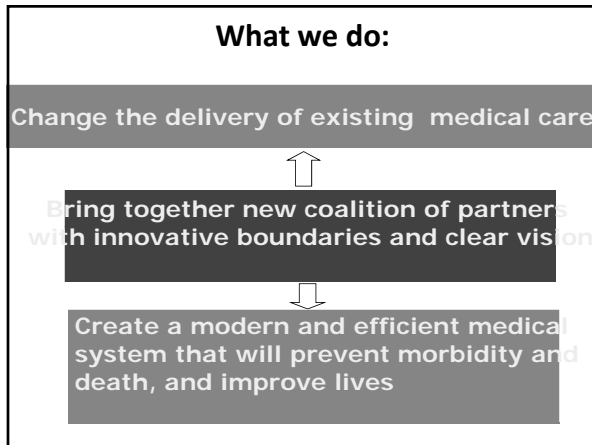 What we do:
Change the delivery of existing  medical care
Bring together new coalition of partners
with innovative boundaries and clear vision
Create a modern and efficient medical
system that will prevent morbidity and
death, and improve lives